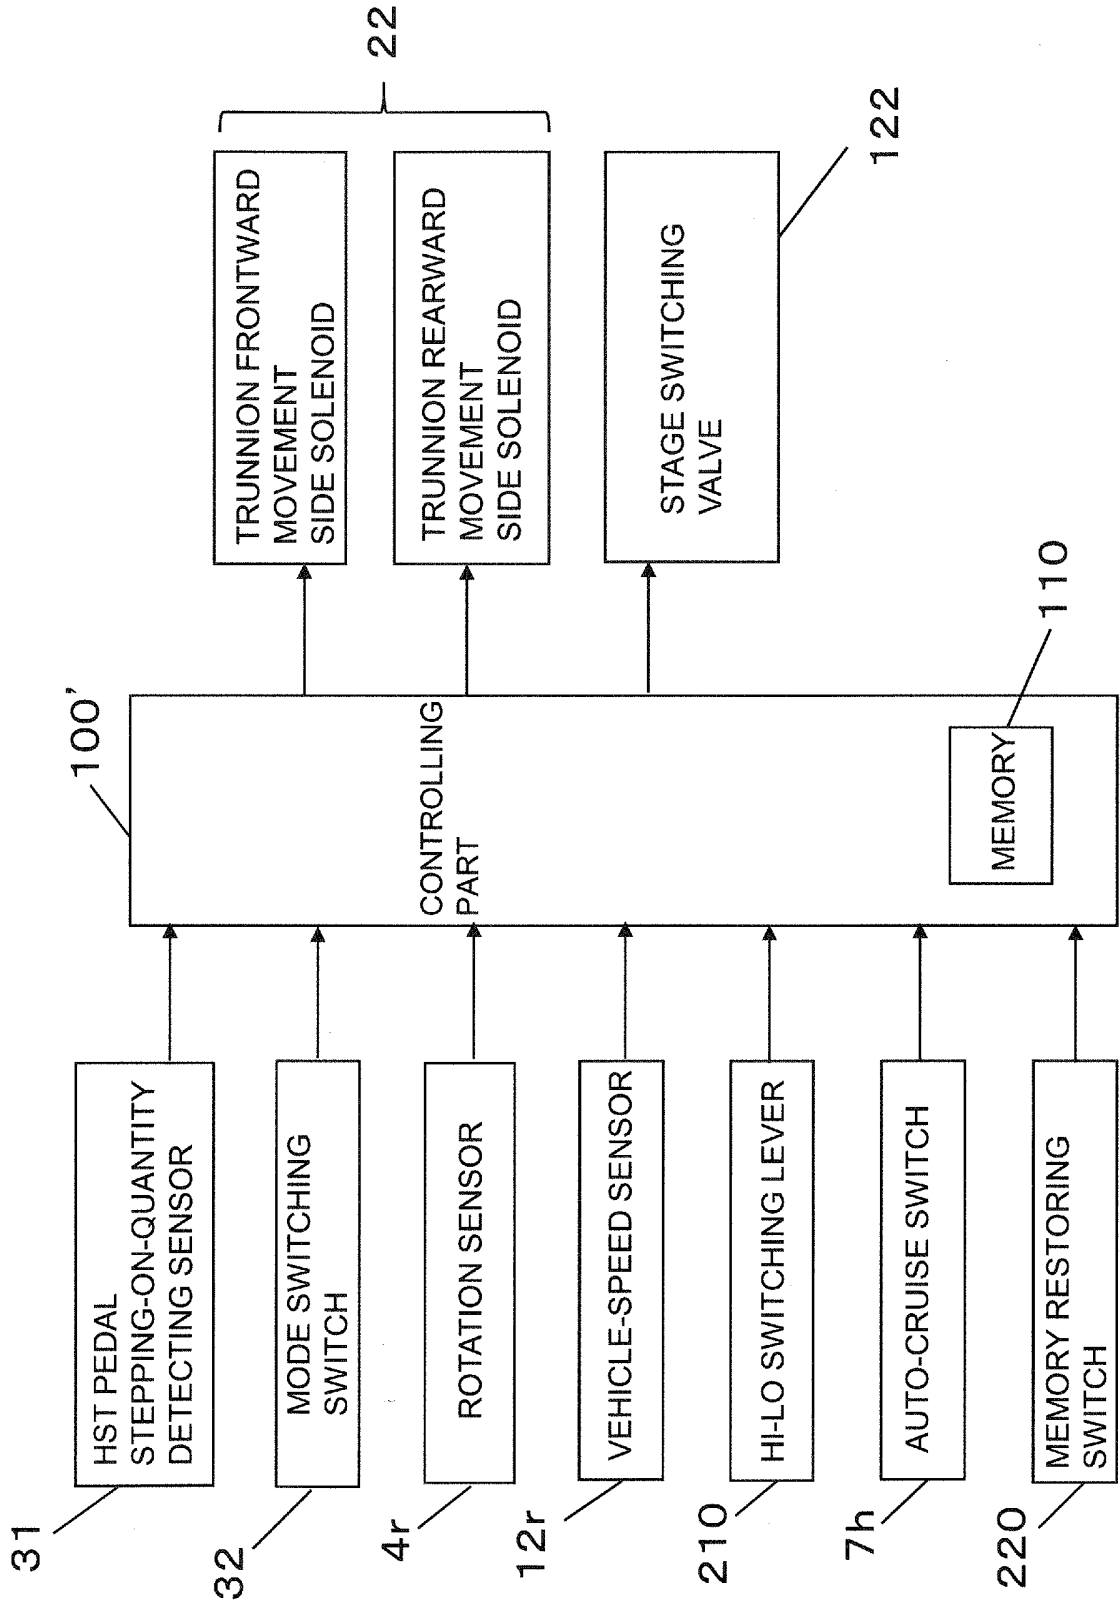 31
HST PEDAL
STEPPING-ON-QUANTITY
DETECTING SENSOR
32
MODE SWITCHING
SWITCH
4r
ROTATION SENSOR
12r
VEHICLE-SPEED SENSOR
210
HI-LO SWITCHING LEVER
7h
AUTO-CRUISE SWITCH
220
MEMORY RESTORING
SWITCH
100'
CONTROLLING
PART
MEMORY
110
TRUNNION FRONTWARD
MOVEMENT
SIDE SOLENOID
TRUNNION REARWARD
MOVEMENT
SIDE SOLENOID
22
STAGE SWITCHING
VALVE
122